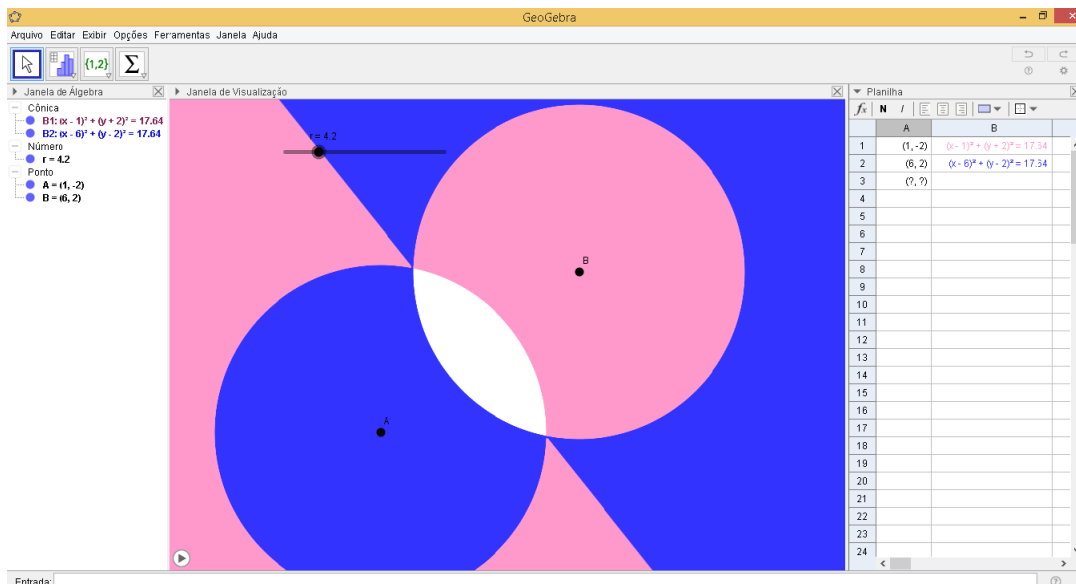 GeoGebra
Arquivo Editar Exibir Opções Ferramentas Janela Ajuda
{1,2} Σ
Janela de Álgebra
Janela de Visualização
Planilha
Cônica
B1: (x - 1)² + (y + 2)² = 17.64
B2: (x - 6)² + (y - 2)² = 17.64
Número
r = 4.2
Ponto
A = (1, -2)
B = (6, 2)
r = 4.2
B
A
fx N I
A B
1 (1, -2) (x - 1)² + (y + 2)² = 17.64
2 (6, 2) (x - 6)² + (y - 2)² = 17.64
3 (?, ?)
4
5
6
7
8
9
10
11
12
13
14
15
16
17
18
19
20
21
22
23
24
Entrada: